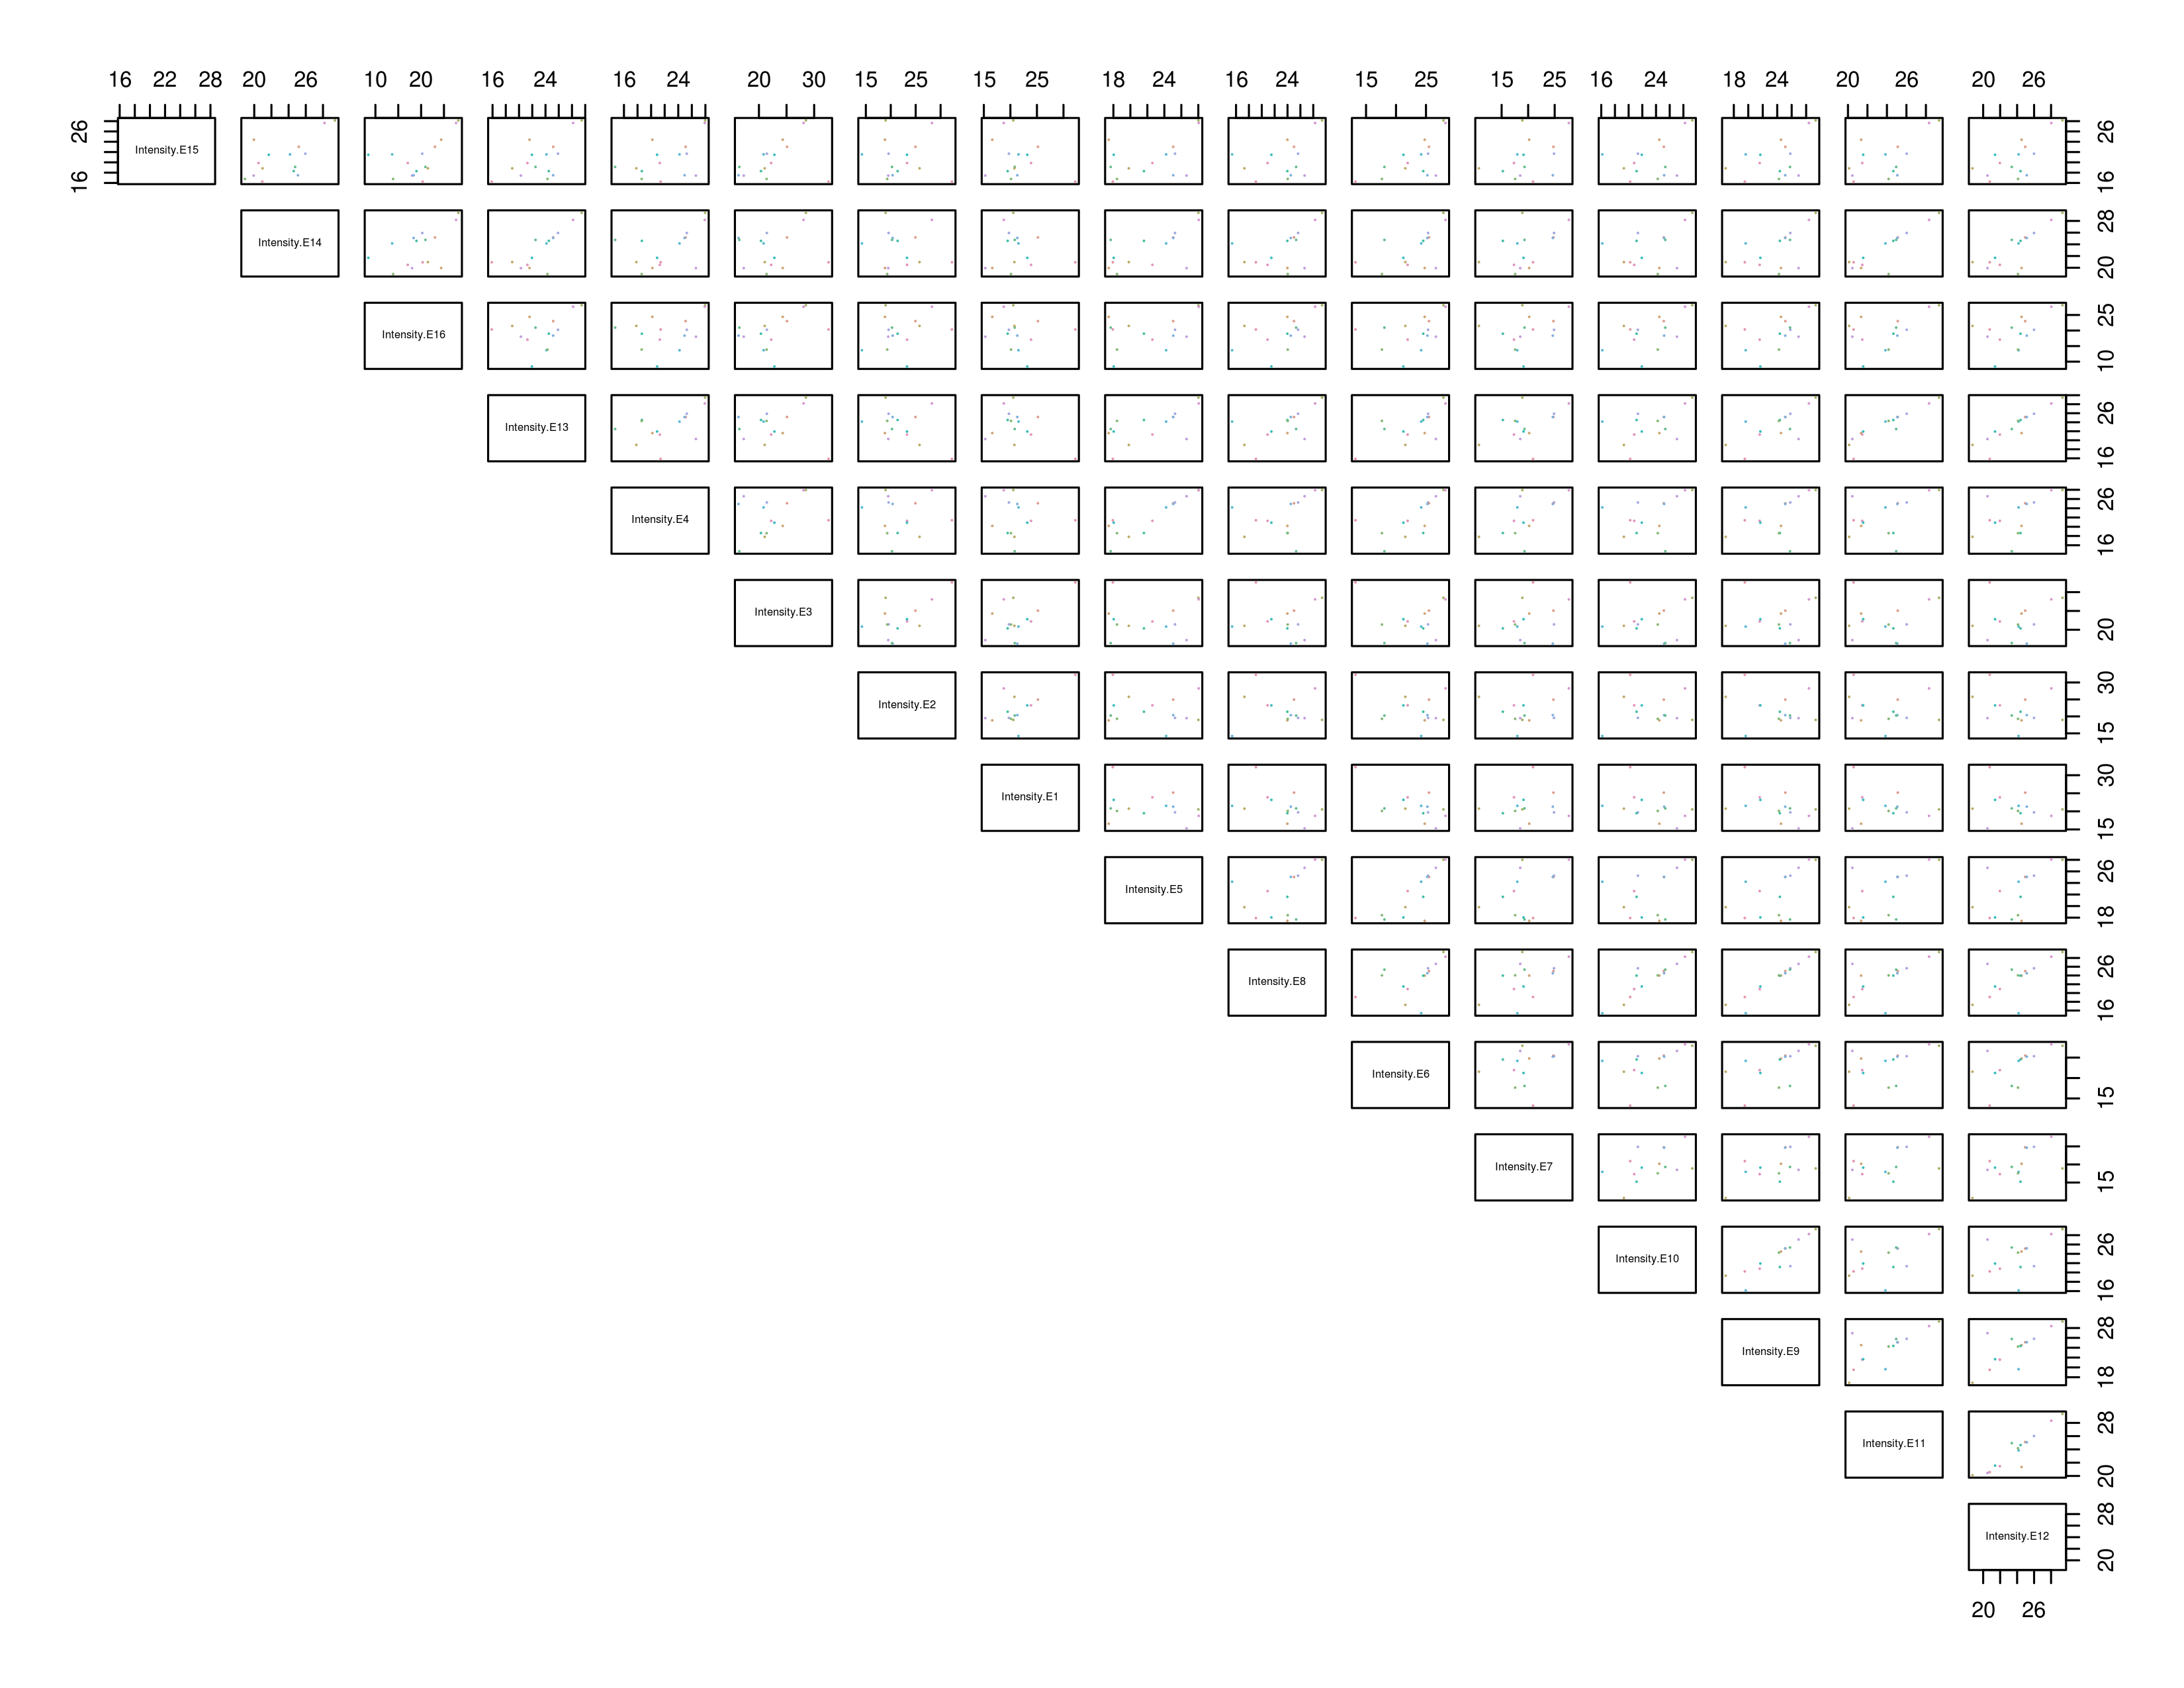 16 22 28 20 26 10 20 16 24 16 24 20 30 15 25 15 25 18 24 16 24 15 25 15 25 16 24 18 24 20 26 20 26
16 26 Intensity.E15 16 26
Intensity.E14 20 28
Intensity.E16 10 25
Intensity.E13 16 26
Intensity.E4 16 26
Intensity.E3 20
Intensity.E2 15 30
Intensity.E1 15 30
Intensity.E5 18 26
Intensity.E8 16 26
Intensity.E6 15
Intensity.E7 15
Intensity.E10 16 26
Intensity.E9 18 28
Intensity.E11 20 28
Intensity.E12 20 28
20 26